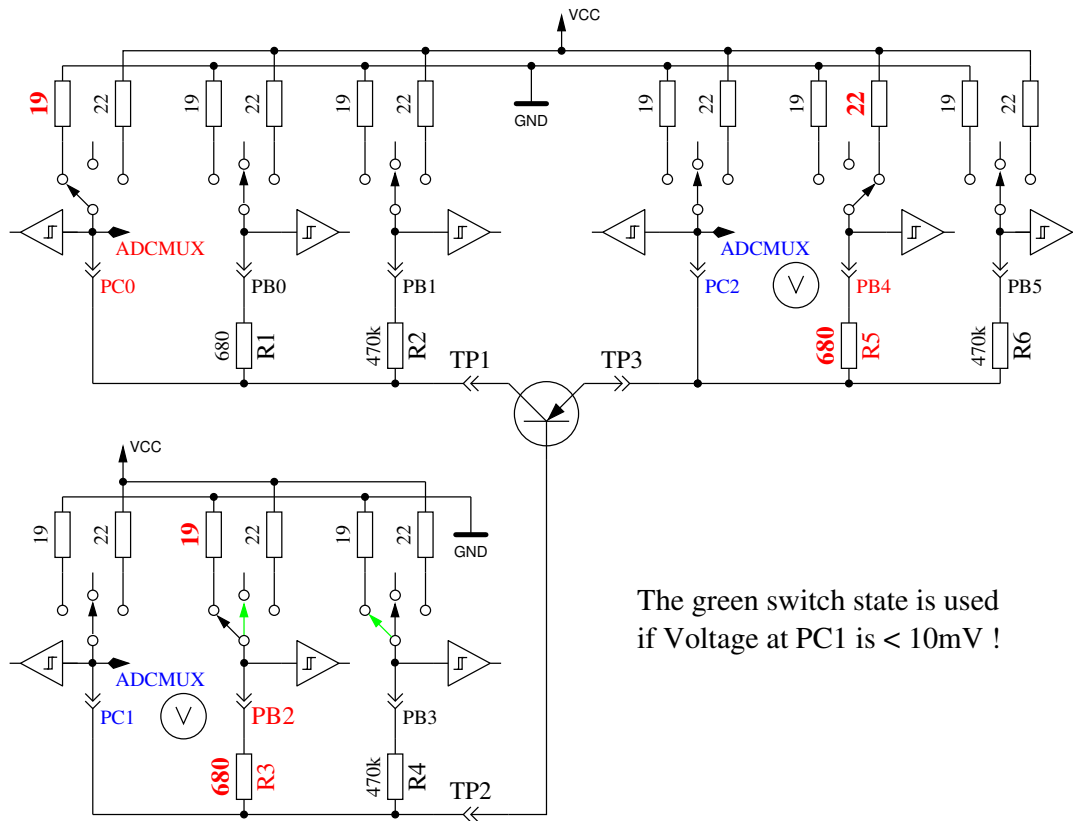 VCC
19
22
19
22
19
22
GND
19
22
19
22
19
22
ADCMUX
ADCMUX
PC0
PB0
PB1
PC2
V
PB4
PB5
680
R1
470k
R2
680
R5
470k
R6
TP1
TP3
VCC
19
22
19
22
19
22
GND
The green switch state is used
if Voltage at PC1 is < 10mV !
ADCMUX
PC1
V
PB2
PB3
680
R3
470k
R4
TP2